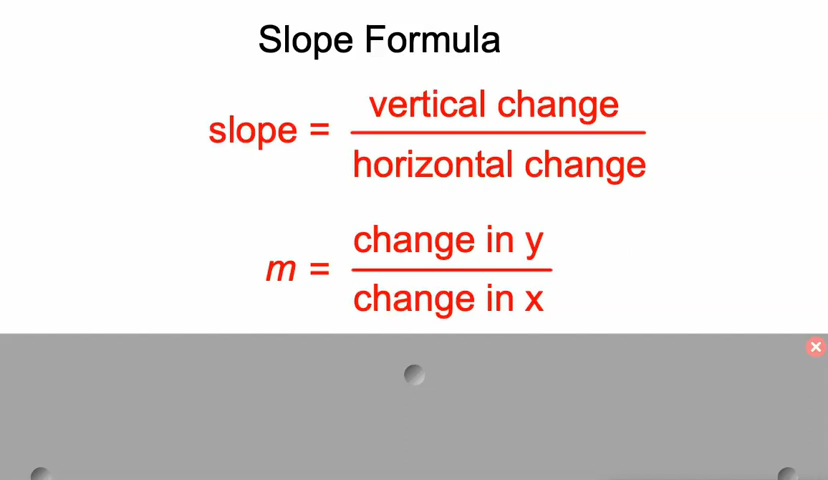 Slope Formula
slope = vertical change / horizontal change
m = change in y / change in x